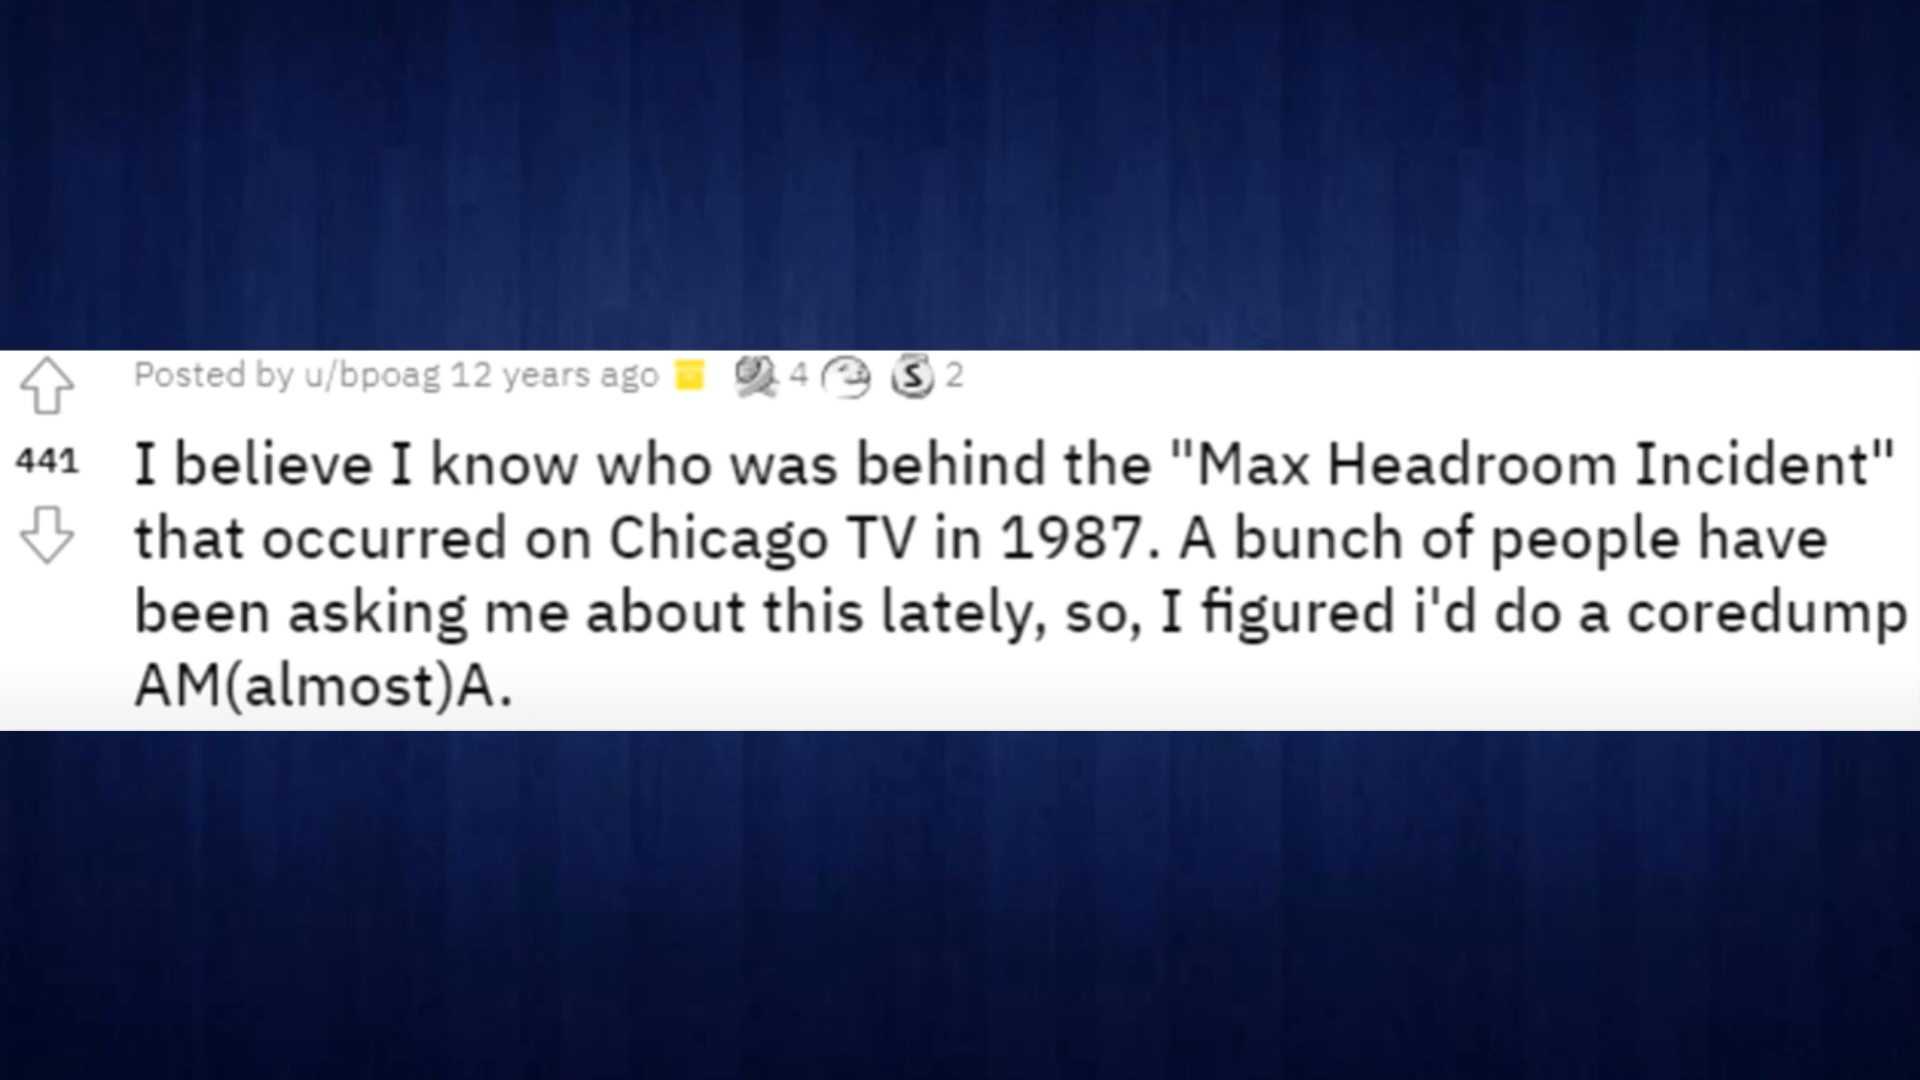 Posted by u/bpoag 12 years ago 4 2
441
I believe I know who was behind the "Max Headroom Incident"
that occurred on Chicago TV in 1987. A bunch of people have
been asking me about this lately, so, I figured i'd do a coredump
AM(almost)A.